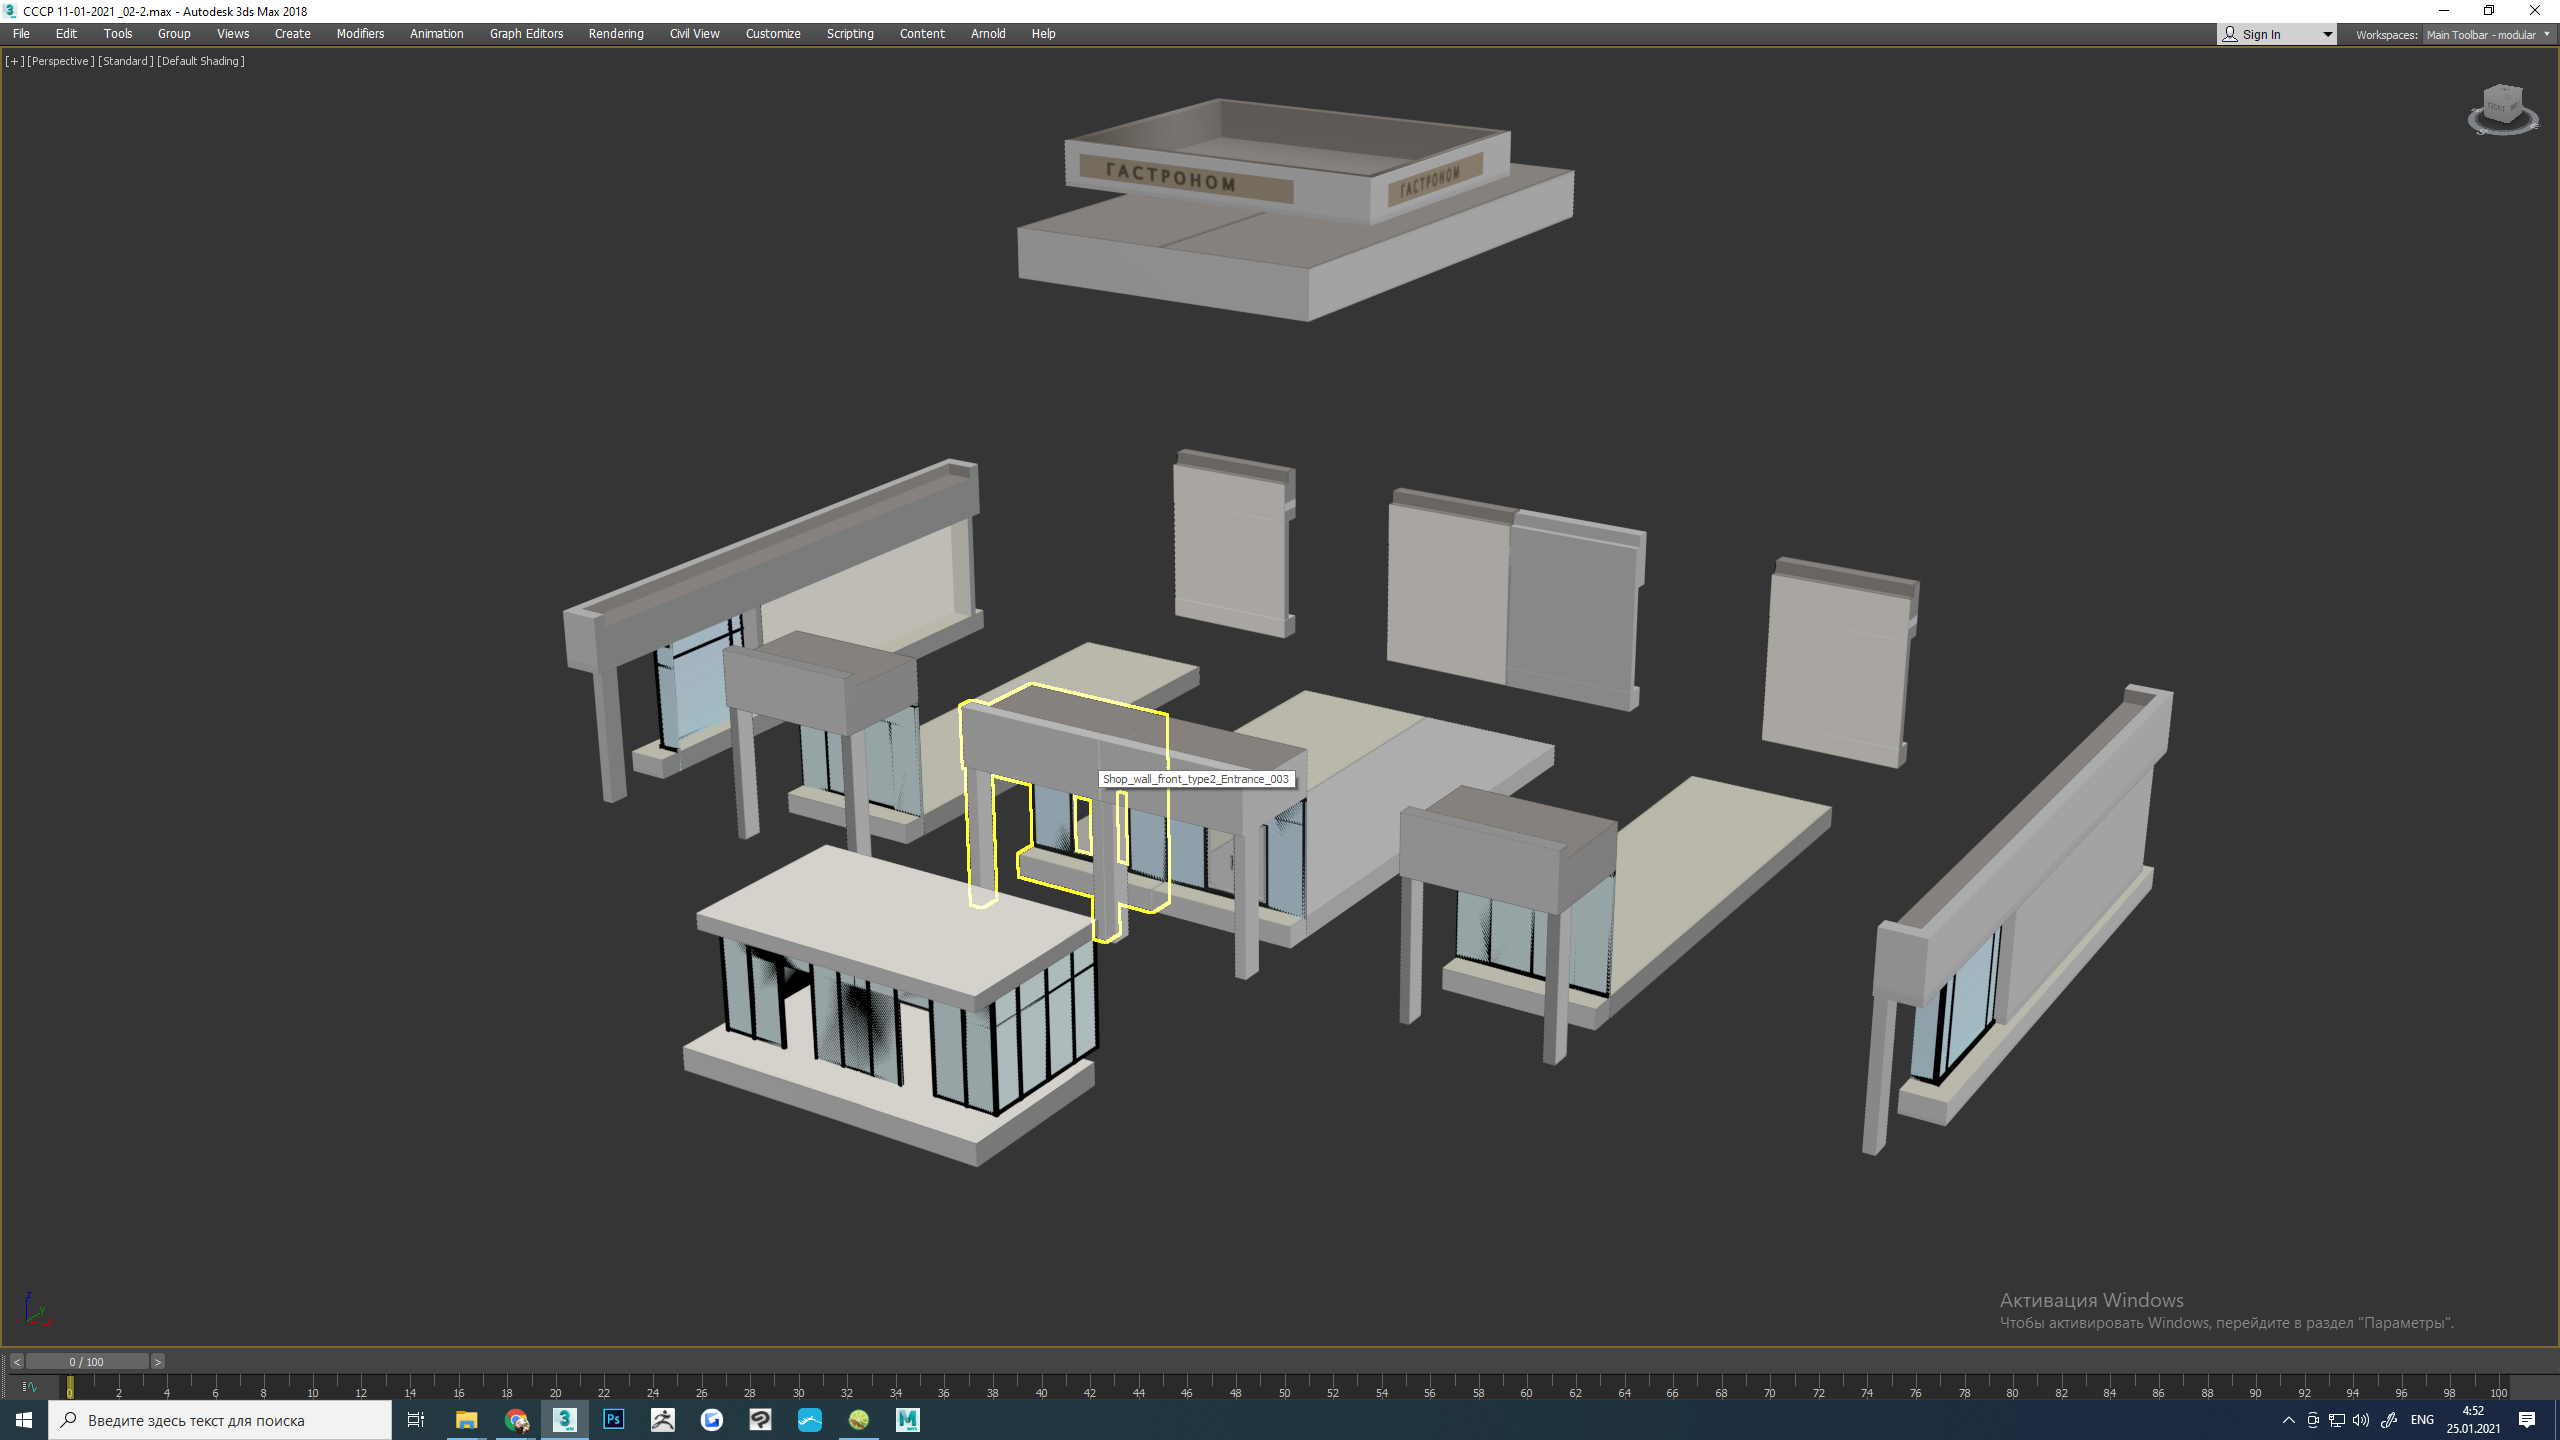 CCCP 11-01-2021 _02-2.max - Autodesk 3ds Max 2018
File Edit Tools Group Views Create Modifiers Animation Graph Editors Rendering Civil View Customize Scripting Content Arnold Help
Sign In Workspaces: Main Toolbar - modular
[+] [Perspective] [Standard] [Default Shading]
ГАСТРОНОМ
ГАСТРОНОМ
Shop_wall_front_type2_Entrance_003
Активация Windows
Чтобы активировать Windows, перейдите в раздел "Параметры".
< 0 / 100 >
0 2 4 6 8 10 12 14 16 18 20 22 24 26 28 30 32 34 36 38 40 42 44 46 48 50 52 54 56 58 60 62 64 66 68 70 72 74 76 78 80 82 84 86 88 90 92 94 96 98 100
Введите здесь текст для поиска
3
Ps
M
ENG
4:52
25.01.2021